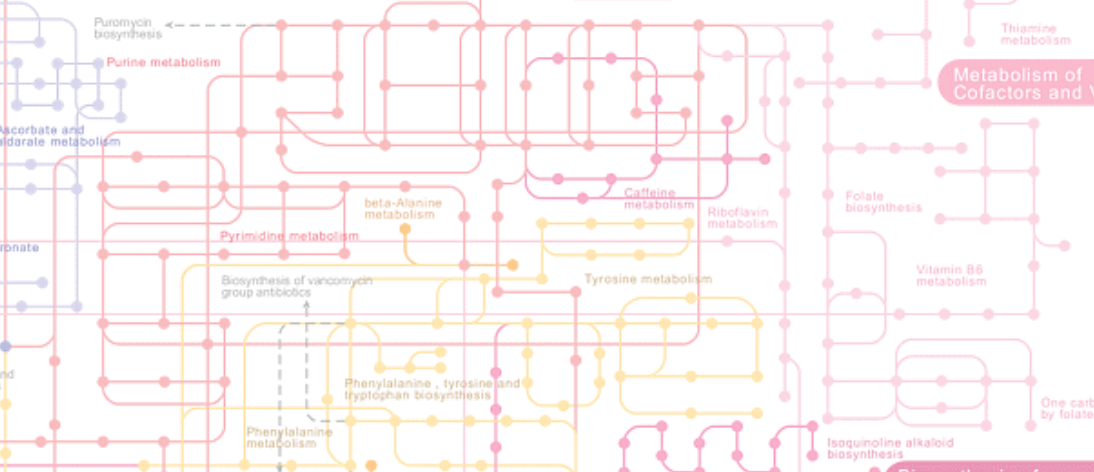 Puromycin
biosynthesis
Purine metabolism
Thiamine
metabolism
Metabolism of
Cofactors and
Ascorbate and
aldarate metabolism
Caffeine
metabolism
beta-Alanine
metabolism
Folate
biosynthesis
Riboflavin
metabolism
Pyrimidine metabolism
ronate
Vitamin B6
metabolism
Biosynthesis of vancomycin
group antibiotics
Tyrosine metabolism
nd
Phenylalanine , tyrosine and
tryptophan biosynthesis
One carb
by folate
Phenylalanine
metabolism
Isoquinoline alkaloid
biosynthesis